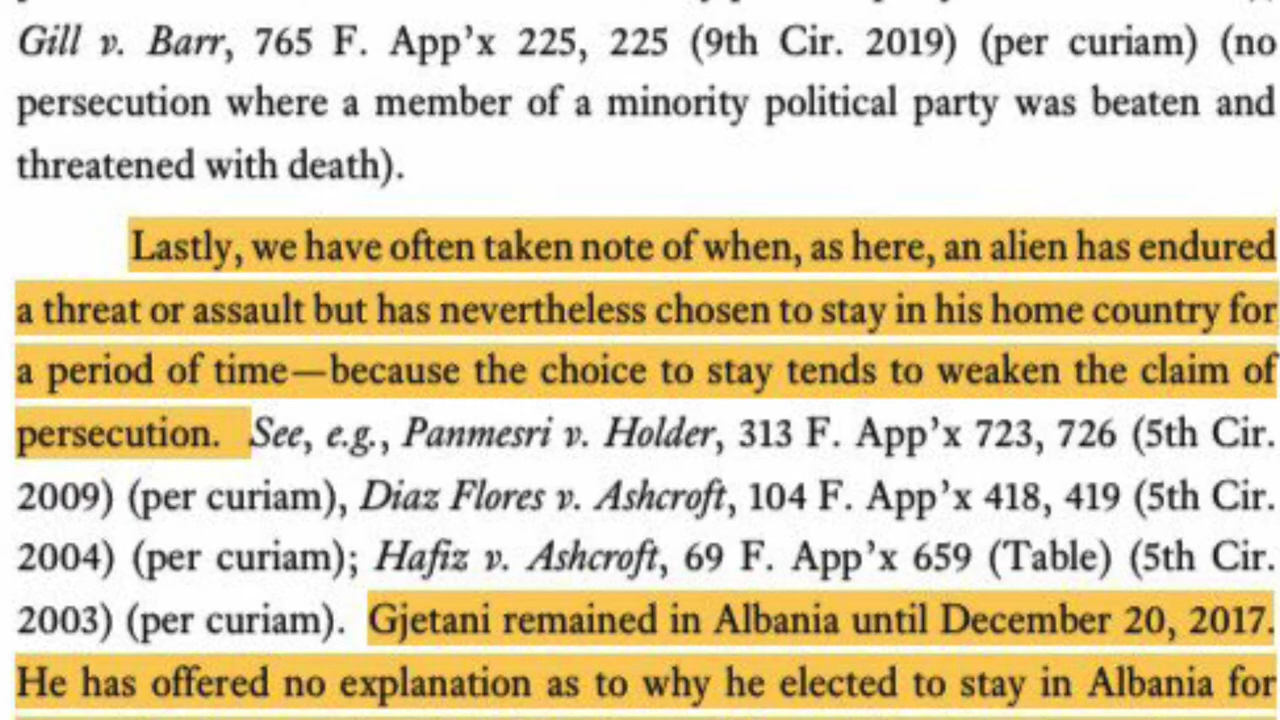 Gill v. Barr, 765 F. App’x 225, 225 (9th Cir. 2019) (per curiam) (no
persecution where a member of a minority political party was beaten and
threatened with death).
Lastly, we have often taken note of when, as here, an alien has endured
a threat or assault but has nevertheless chosen to stay in his home country for
a period of time—because the choice to stay tends to weaken the claim of
persecution. See, e.g., Panmesri v. Holder, 313 F. App’x 723, 726 (5th Cir.
2009) (per curiam), Diaz Flores v. Ashcroft, 104 F. App’x 418, 419 (5th Cir.
2004) (per curiam); Hafiz v. Ashcroft, 69 F. App’x 659 (Table) (5th Cir.
2003) (per curiam). Gjetani remained in Albania until December 20, 2017.
He has offered no explanation as to why he elected to stay in Albania for